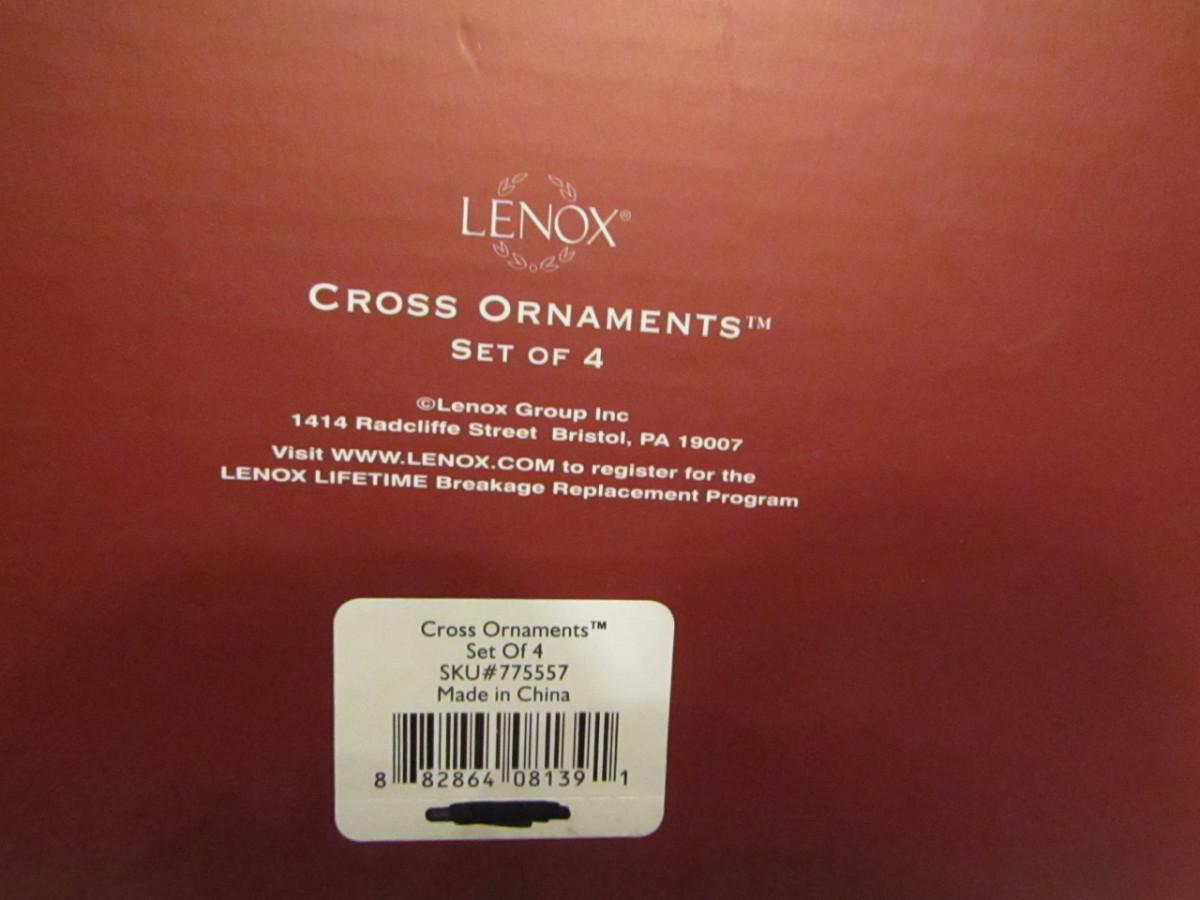 LENOX®
CROSS ORNAMENTS™
SET OF 4
©Lenox Group Inc
1414 Radcliffe Street Bristol, PA 19007
Visit WWW.LENOX.COM to register for the
LENOX LIFETIME Breakage Replacement Program
Cross Ornaments™
Set Of 4
SKU#775557
Made in China
8 82864 08139 1